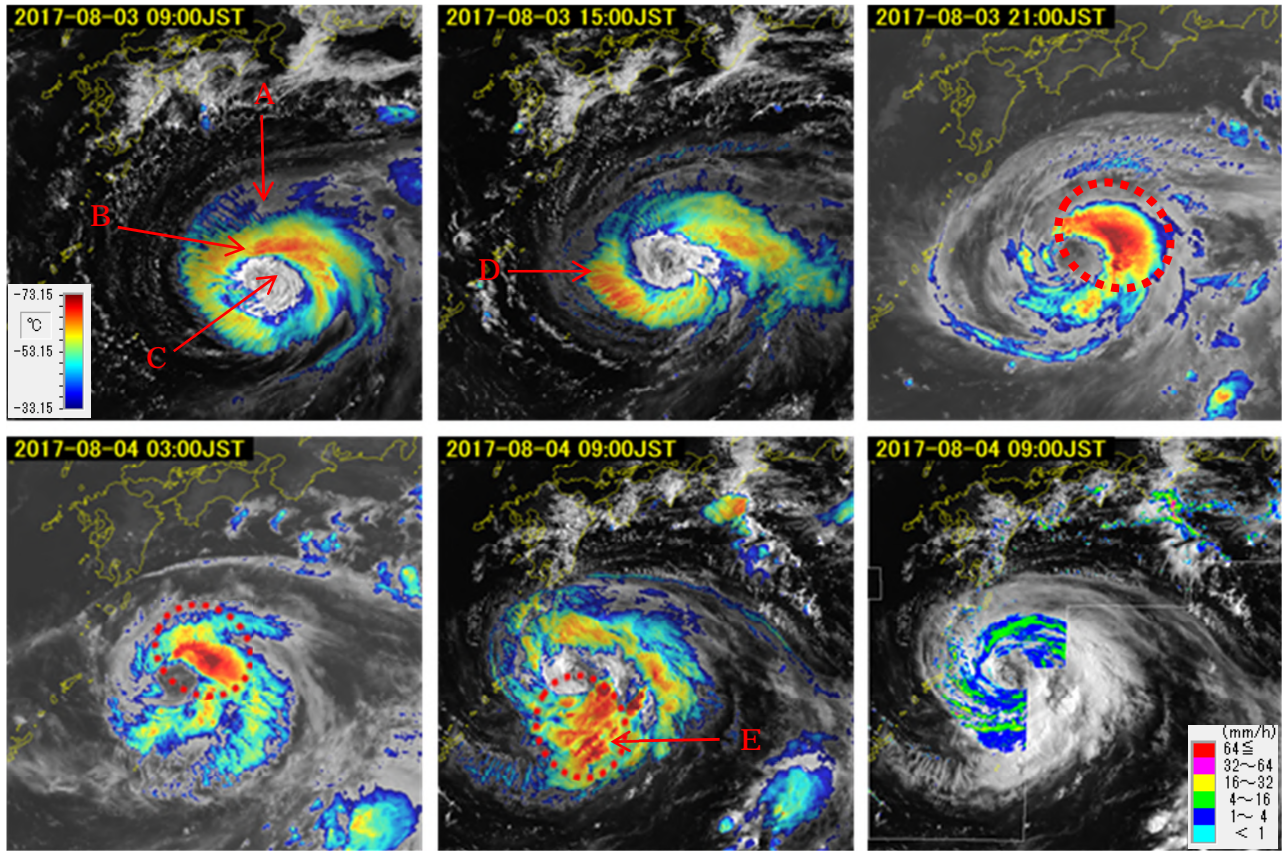 2017-08-03 09:00JST
2017-08-03 15:00JST
2017-08-03 21:00JST
A
B
C
D
-73.15
℃
-53.15
-33.15
2017-08-04 03:00JST
2017-08-04 09:00JST
2017-08-04 09:00JST
E
(mm/h)
64≦
32～64
16～32
4～16
1～ 4
＜ 1